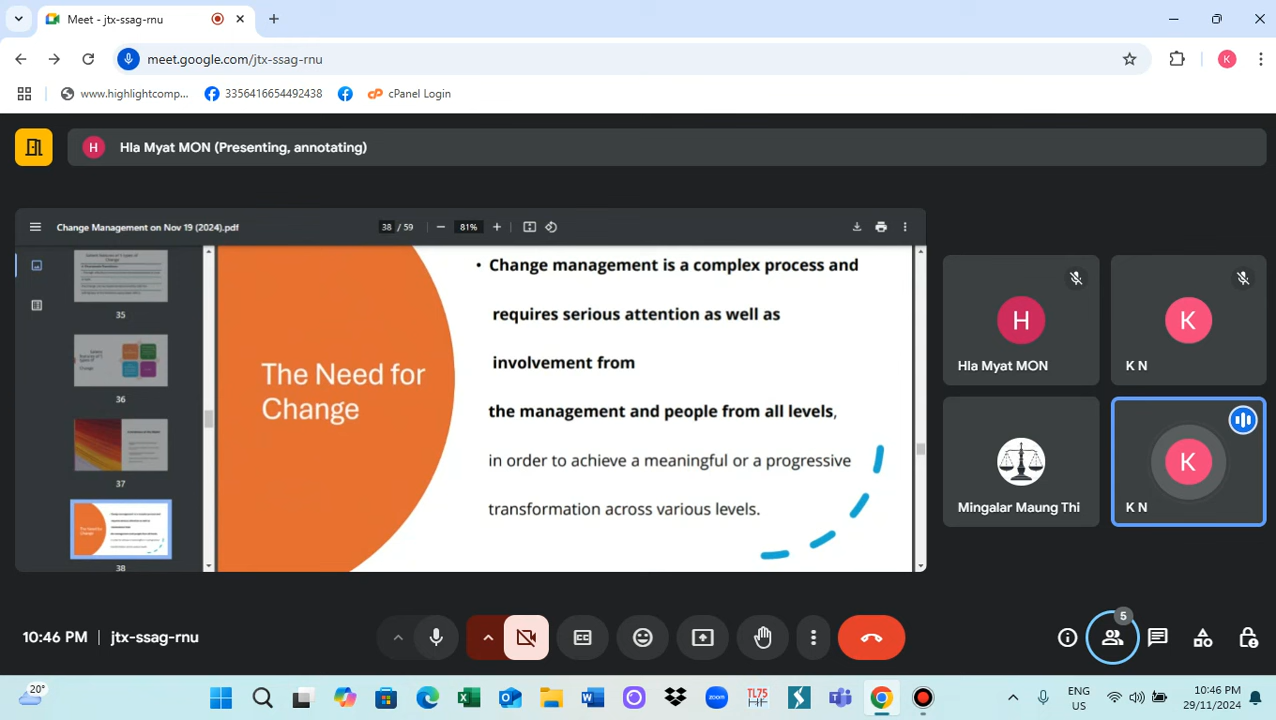 Meet - jtx-ssag-rnu
meet.google.com/jtx-ssag-rnu
K
www.highlightcomp...
3356416654492438
cPanel Login
H
Hla Myat MON (Presenting, annotating)
Change Management on Nov 19 (2024).pdf
38 / 59
81%
35
36
37
38
The Need for
Change
• Change management is a complex process and
requires serious attention as well as
involvement from
the management and people from all levels,
in order to achieve a meaningful or a progressive
transformation across various levels.
H
Hla Myat MON
K
K N
Mingalar Maung Thi
K
K N
10:46 PM
jtx-ssag-rnu
5
20°
zoom
TL75
ENG
US
10:46 PM
29/11/2024